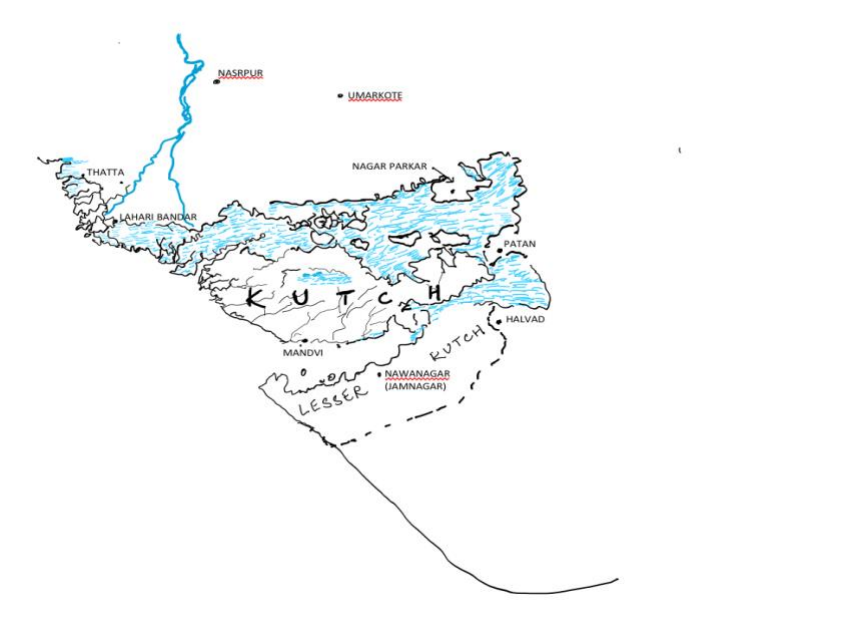 NASRPUR
UMARKOTE
NAGAR PARKAR
THATTA
LAHARI BANDAR
PATAN
KUTCH
HALVAD
MANDVI
NAWANAGAR
(JAMNAGAR)
LESSER KUTCH